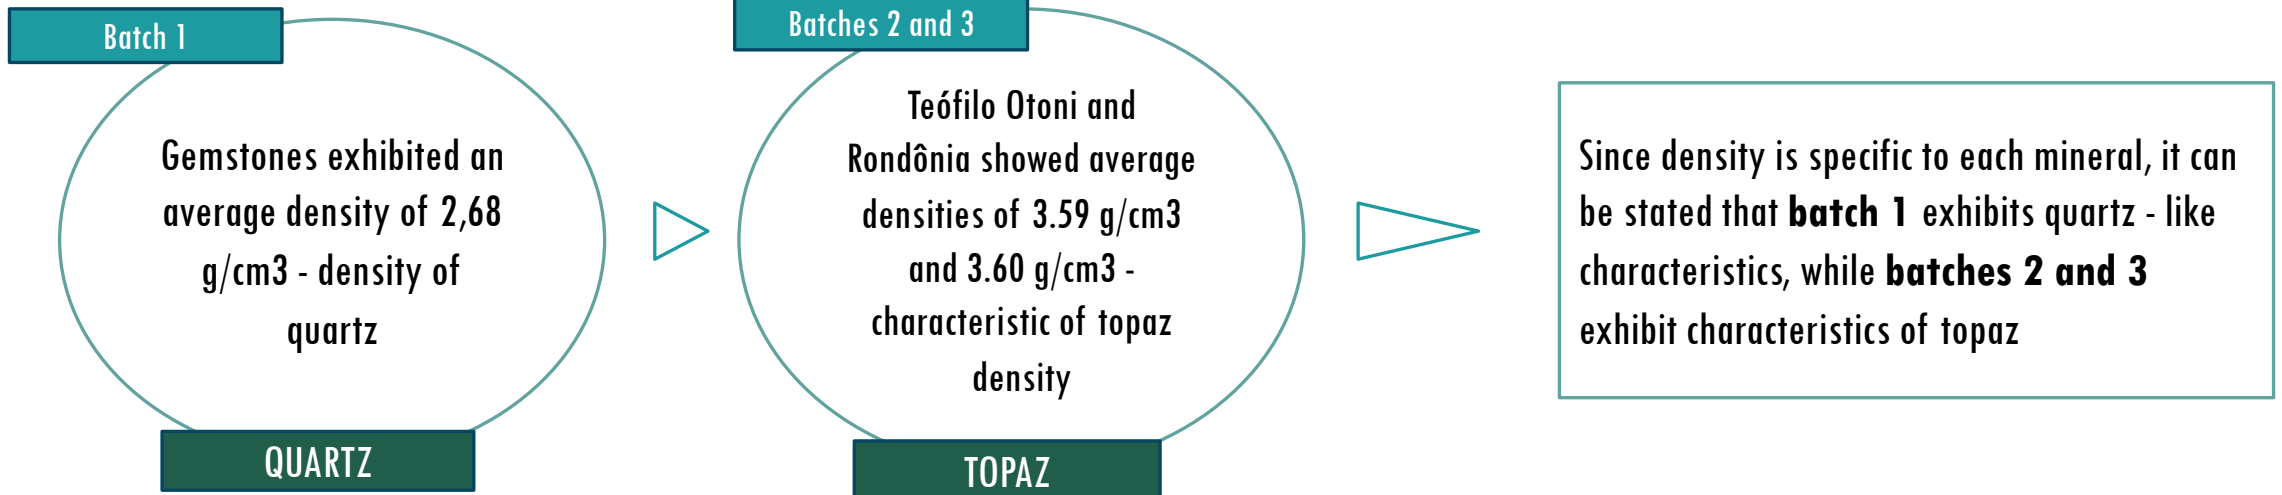 Batch 1
Gemstones exhibited an
average density of 2,68
g/cm3 - density of
quartz
QUARTZ
Batches 2 and 3
Teófilo Otoni and
Rondônia showed average
densities of 3.59 g/cm3
and 3.60 g/cm3 -
characteristic of topaz
density
TOPAZ
Since density is specific to each mineral, it can
be stated that batch 1 exhibits quartz - like
characteristics, while batches 2 and 3
exhibit characteristics of topaz